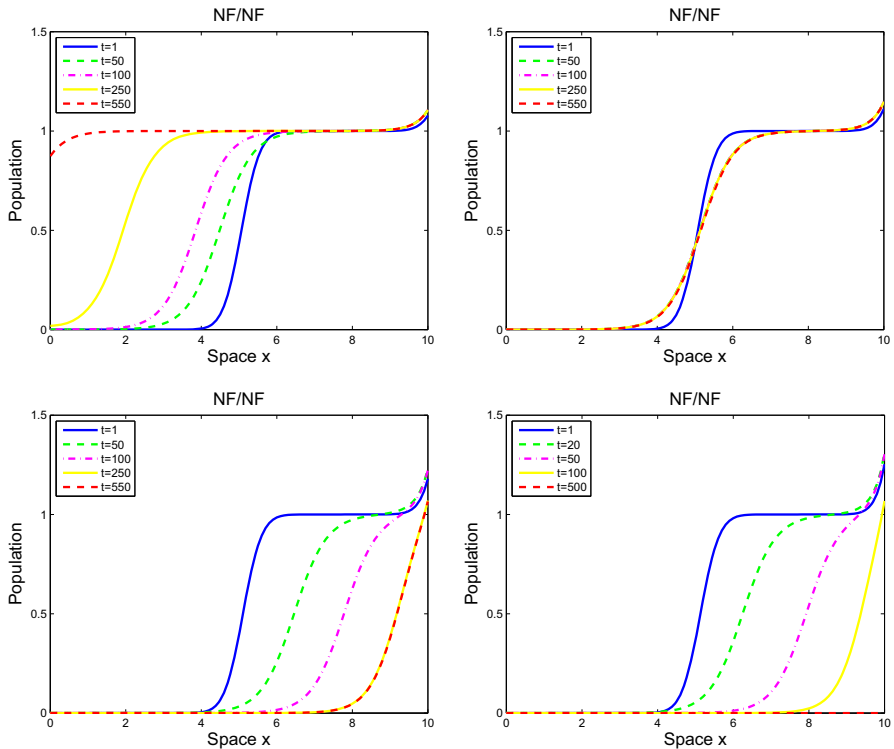 NF/NF
1.5
1
0.5
0
Population
t=1
t=50
t=100
t=250
t=550
0
2
4
6
8
10
Space x
NF/NF
1.5
1
0.5
0
Population
t=1
t=50
t=100
t=250
t=550
0
2
4
6
8
10
Space x
NF/NF
1.5
1
0.5
0
Population
t=1
t=50
t=100
t=250
t=550
0
2
4
6
8
10
Space x
NF/NF
1.5
1
0.5
0
Population
t=1
t=20
t=50
t=100
t=500
0
2
4
6
8
10
Space x